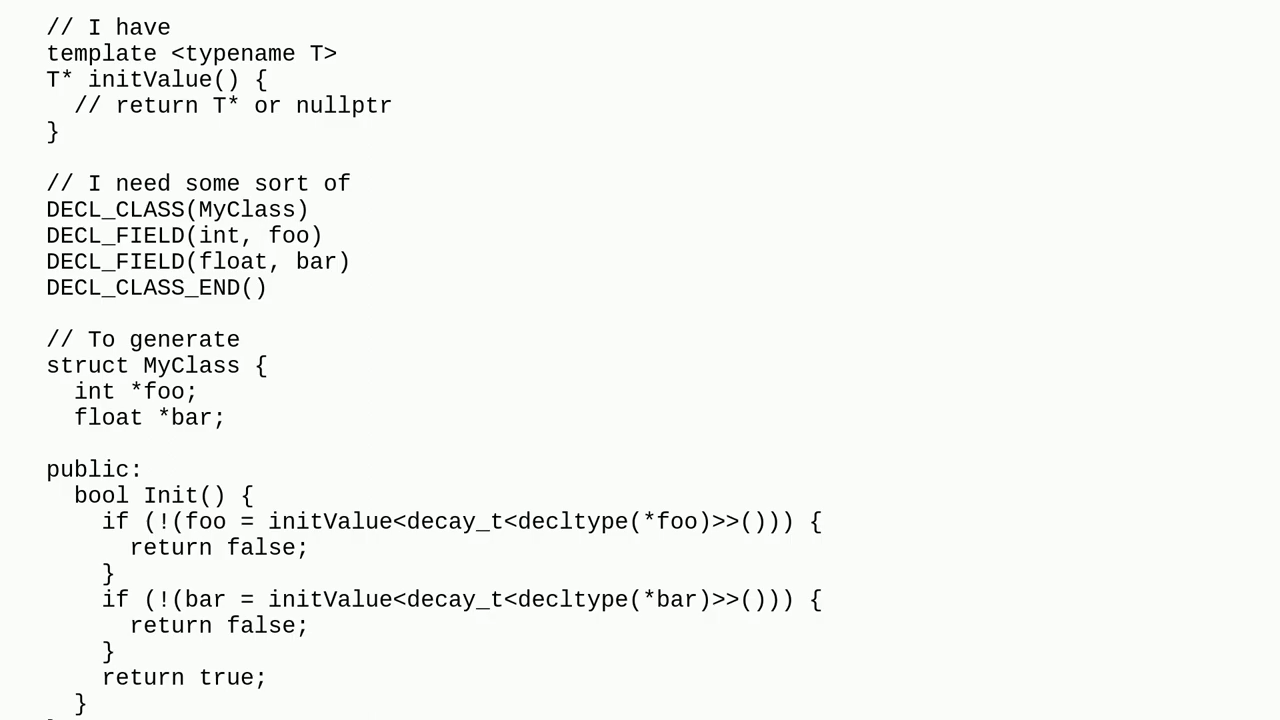 // I have
template <typename T>
T* initValue() {
  // return T* or nullptr
}

// I need some sort of
DECL_CLASS(MyClass)
DECL_FIELD(int, foo)
DECL_FIELD(float, bar)
DECL_CLASS_END()

// To generate
struct MyClass {
  int *foo;
  float *bar;

public:
  bool Init() {
    if (!(foo = initValue<decay_t<decltype(*foo)>>())) {
      return false;
    }
    if (!(bar = initValue<decay_t<decltype(*bar)>>())) {
      return false;
    }
    return true;
  }